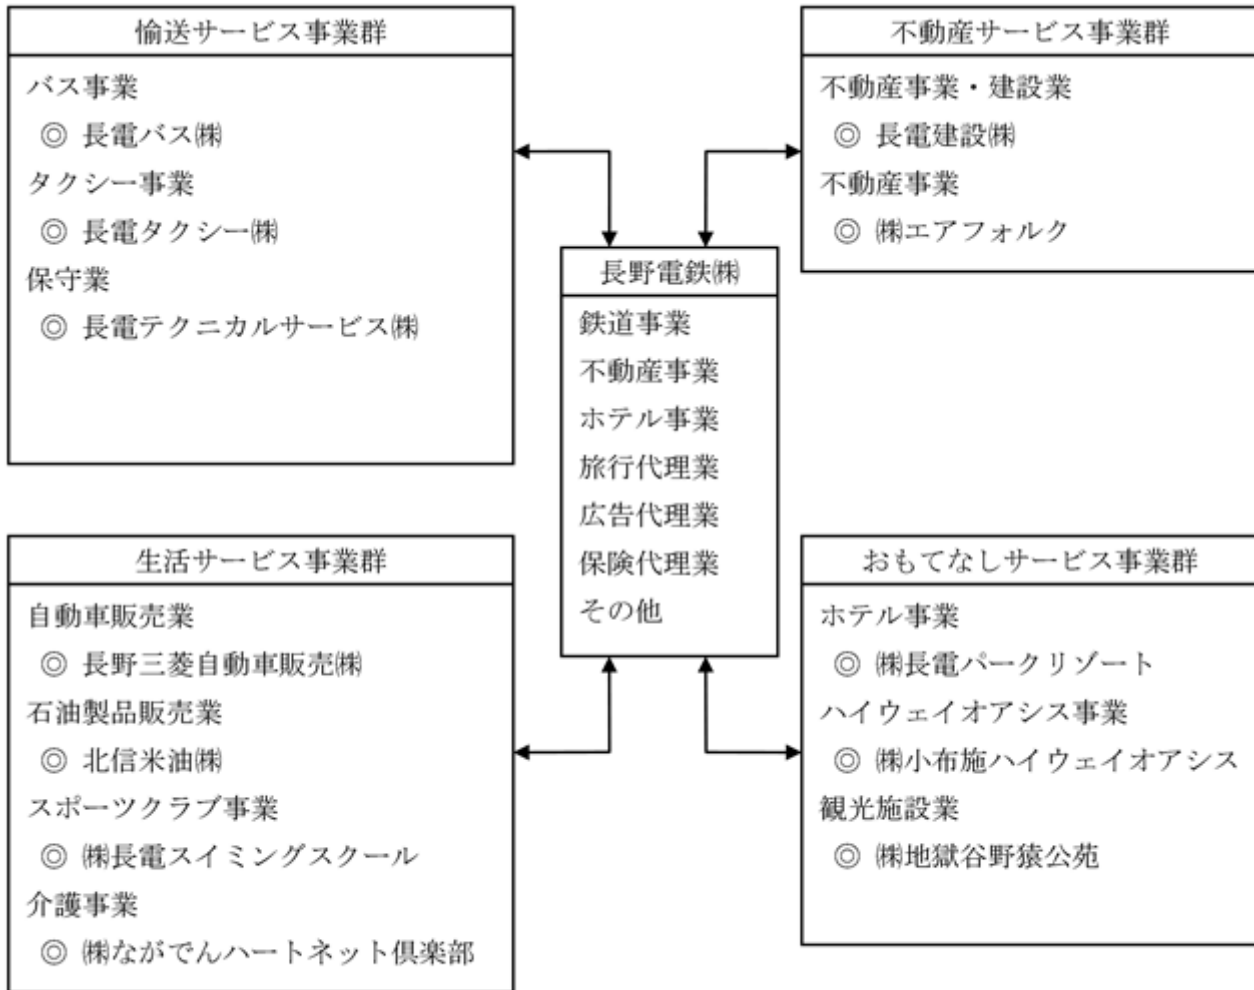 愉送サービス事業群
バス事業
◎ 長電バス㈱
タクシー事業
◎ 長電タクシー㈱
保守業
◎ 長電テクニカルサービス㈱
不動産サービス事業群
不動産事業・建設業
◎ 長電建設㈱
不動産事業
◎ ㈱エアフォルク
長野電鉄㈱
鉄道事業
不動産事業
ホテル事業
旅行代理業
広告代理業
保険代理業
その他
生活サービス事業群
自動車販売業
◎ 長野三菱自動車販売㈱
石油製品販売業
◎ 北信米油㈱
スポーツクラブ事業
◎ ㈱長電スイミングスクール
介護事業
◎ ㈱ながでんハートネット倶楽部
おもてなしサービス事業群
ホテル事業
◎ ㈱長電パークリゾート
ハイウェイオアシス事業
◎ ㈱小布施ハイウェイオアシス
観光施設業
◎ ㈱地獄谷野猿公苑